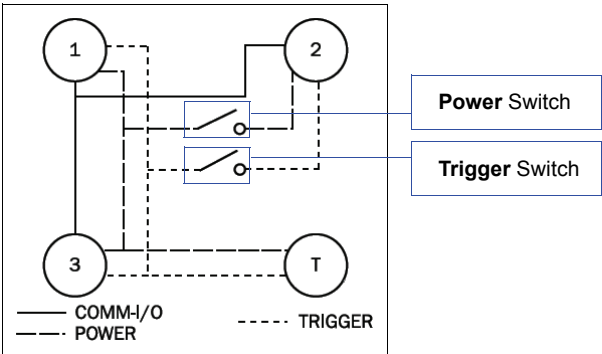 1
2
Power Switch
Trigger Switch
3
T
COMM-I/O
POWER
TRIGGER